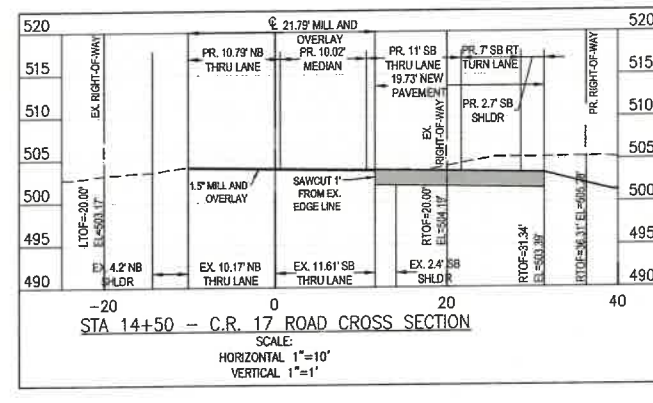 520
515
510
505
500
495
490
520
515
510
505
500
495
490
℄ 21.79' MILL AND
OVERLAY
PR. 10.79' NB
THRU LANE
PR. 10.02'
MEDIAN
PR. 11' SB
THRU LANE
PR. 7' SB RT
TURN LANE
19.73' NEW
PAVEMENT
PR. 2.7' SB
SHLDR
EX. RIGHT-OF-WAY
EX.
RIGHT-OF-WAY
PR. RIGHT-OF-WAY
1.5" MILL AND
OVERLAY
SAWCUT 1'
FROM EX.
EDGE LINE
LTOF=-20.00'
EL=503.17'
RTOF=20.00'
EL=504.19'
RTOF=31.34'
EL=503.39'
RTOF=36.31'
EX. 4.2' NB
SHLDR
EX. 10.17' NB
THRU LANE
EX. 11.61' SB
THRU LANE
EX. 2.4' SB
SHLDR
-20
0
20
40
STA 14+50 - C.R. 17 ROAD CROSS SECTION
SCALE:
HORIZONTAL 1"=10'
VERTICAL 1"=1'